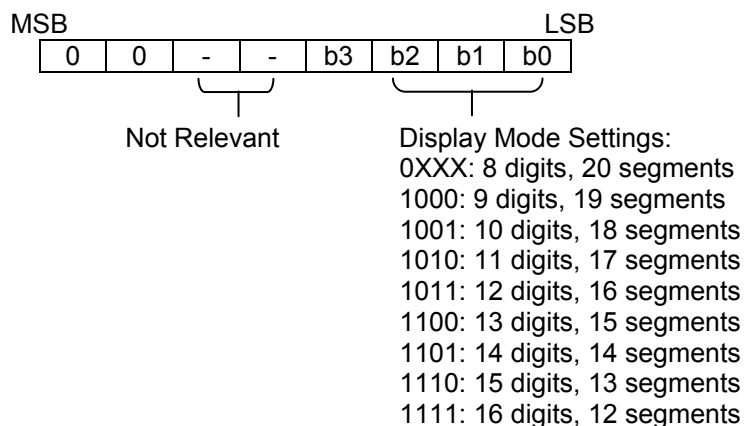 MSB LSB
0 0 - - b3 b2 b1 b0
Not Relevant Display Mode Settings:
0XXX: 8 digits, 20 segments
1000: 9 digits, 19 segments
1001: 10 digits, 18 segments
1010: 11 digits, 17 segments
1011: 12 digits, 16 segments
1100: 13 digits, 15 segments
1101: 14 digits, 14 segments
1110: 15 digits, 13 segments
1111: 16 digits, 12 segments